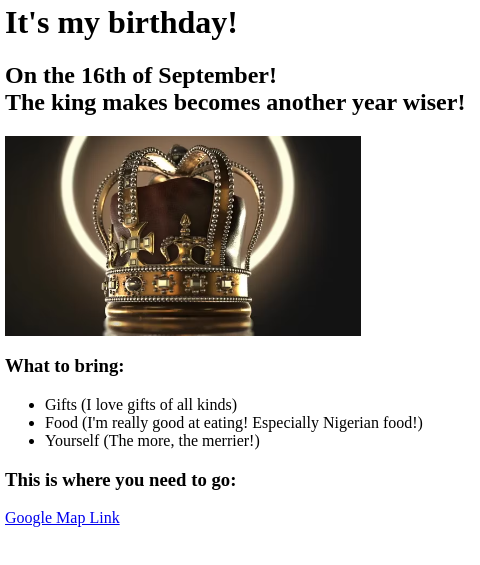 It's my birthday!
On the 16th of September!
The king makes becomes another year wiser!
What to bring:
Gifts (I love gifts of all kinds)
Food (I'm really good at eating! Especially Nigerian food!)
Yourself (The more, the merrier!)
This is where you need to go:
Google Map Link